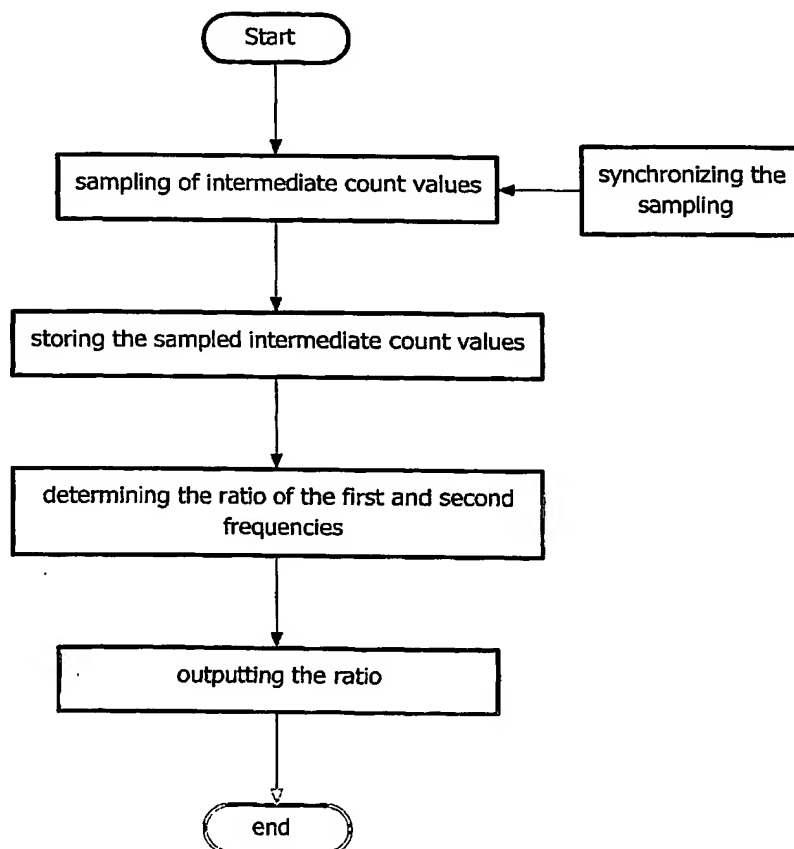 Start
sampling of intermediate count values
synchronizing the
sampling
storing the sampled intermediate count values
determining the ratio of the first and second
frequencies
outputting the ratio
end